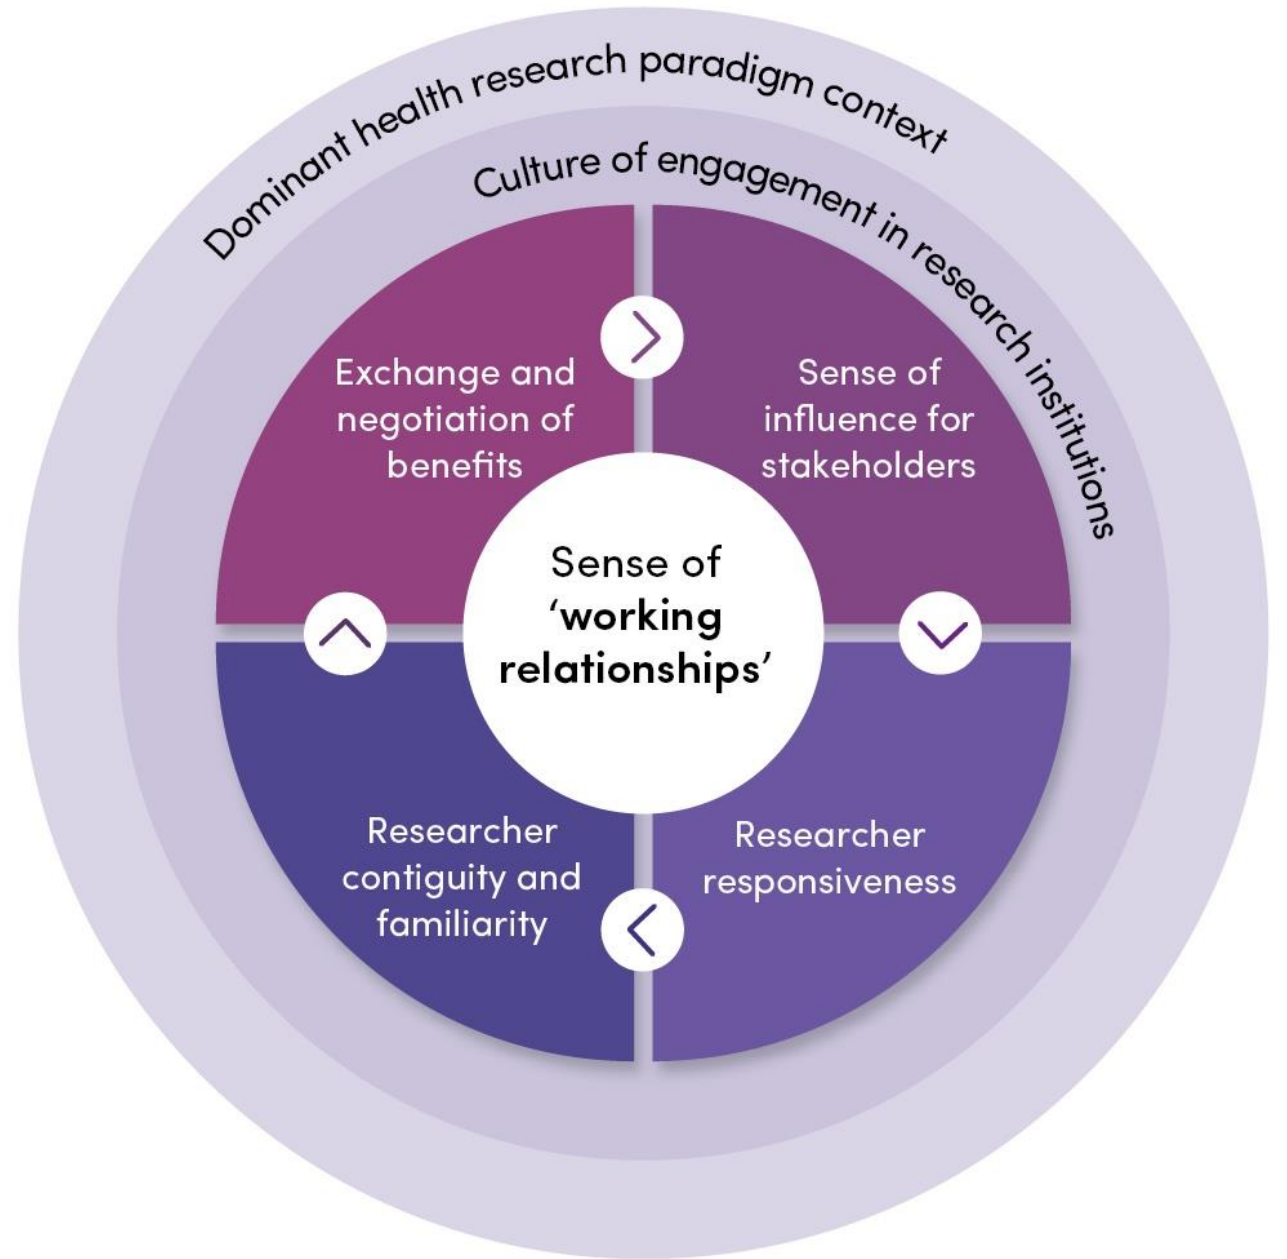 Dominant health research paradigm context
Culture of engagement in research institutions
Exchange and
negotiation of
benefits
Sense of
influence for
stakeholders
Sense of
‘working
relationships’
Researcher
contiguity and
familiarity
Researcher
responsiveness